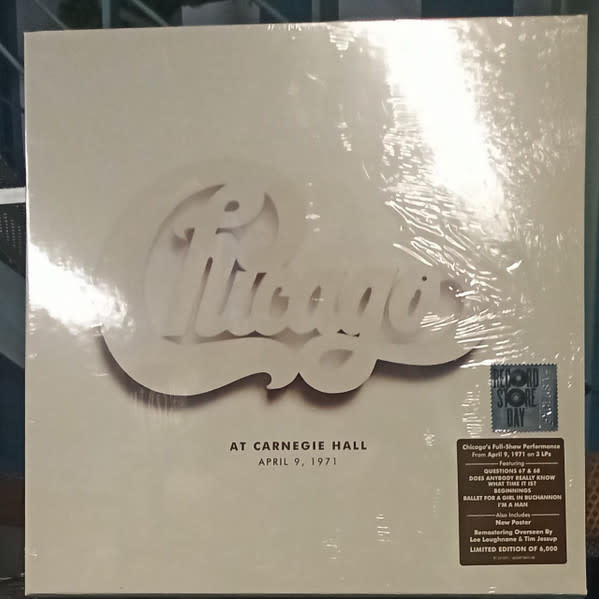 Chicago
AT CARNEGIE HALL
APRIL 9, 1971
RECORD
STORE
DAY
Chicago's Full-Show Performance
From April 9, 1971 on 3 LPs
Featuring
QUESTIONS 67 & 68
DOES ANYBODY REALLY KNOW
WHAT TIME IT IS?
BEGINNINGS
BALLET FOR A GIRL IN BUCHANNON
I'M A MAN
Also Includes
New Poster
Remastering Overseen By
Lee Loughnane & Tim Jessup
LIMITED EDITION OF 6,000